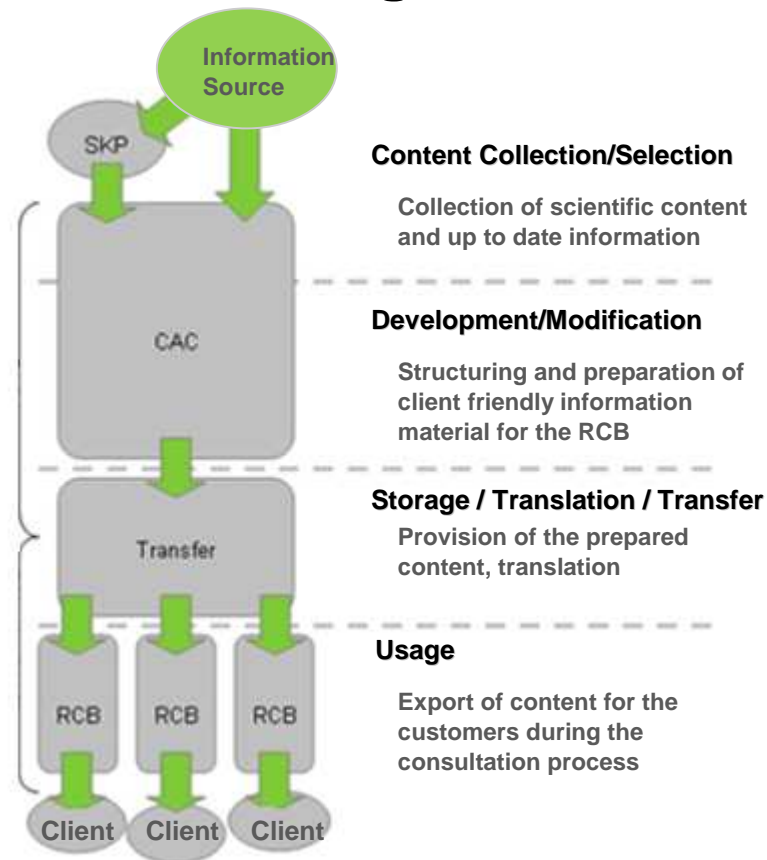 Information
Source
SKP
Content Collection/Selection
Collection of scientific content
and up to date information
CAC
Development/Modification
Structuring and preparation of
client friendly information
material for the RCB
Storage / Translation / Transfer
Provision of the prepared
content, translation
Transfer
Usage
Export of content for the
customers during the
consultation process
RCB RCB RCB
Client Client Client